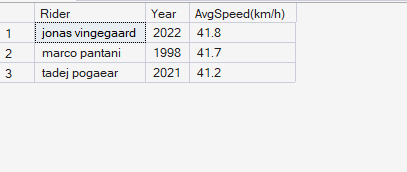 Rider Year AvgSpeed(km/h)
1 jonas vingegaard 2022 41.8
2 marco pantani 1998 41.7
3 tadej pogaear 2021 41.2